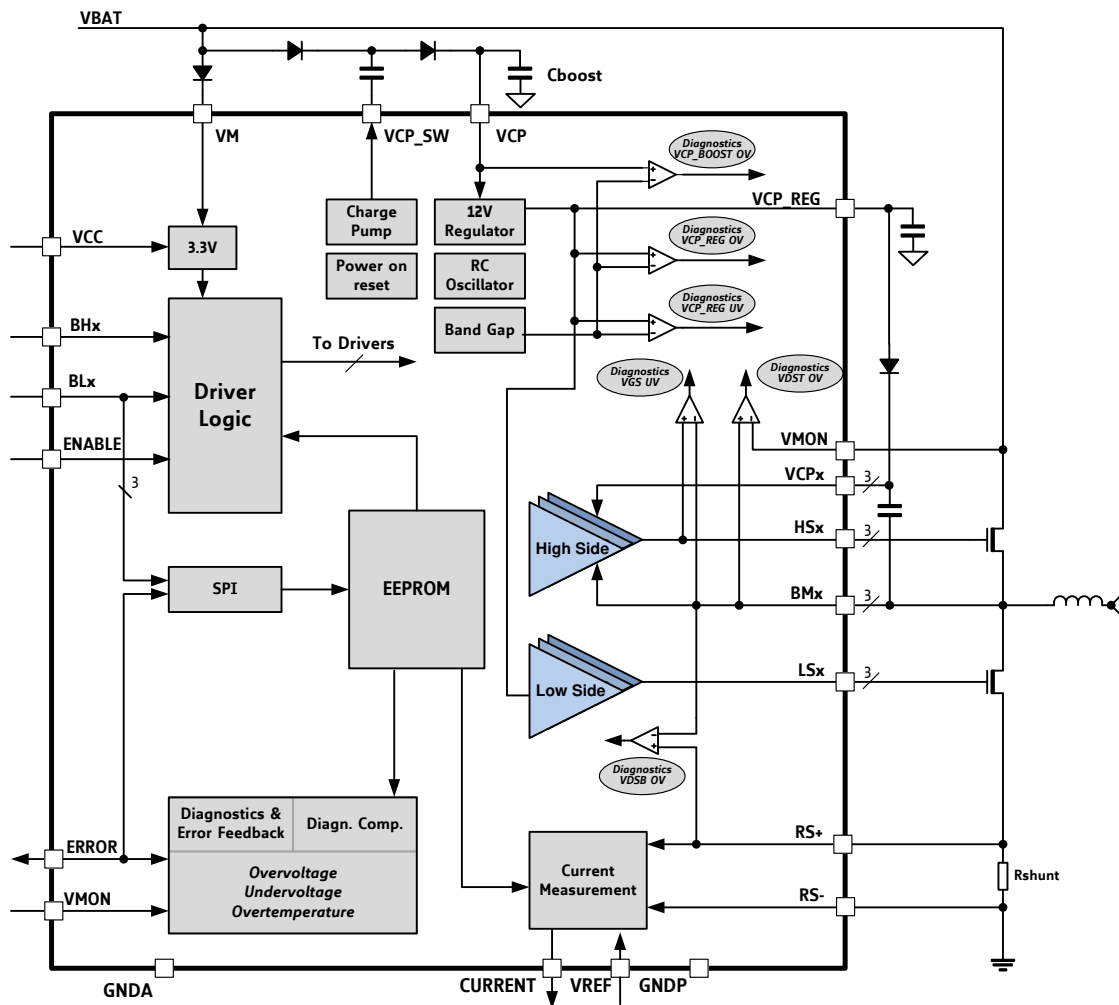 VBAT
Cboost
VM
VCP_SW
VCP
Diagnostics
VCP_BOOST OV
VCP_REG
Charge
Pump
12V
Regulator
VCC
3.3V
Diagnostics
VCP_REG OV
Power on
reset
RC
Oscillator
Diagnostics
VCP_REG UV
Band Gap
BHx
To Drivers
Diagnostics
VGS UV
Diagnostics
VDST OV
BLx
Driver
Logic
ENABLE
VMON
3
VCPx
3
High Side
HSx
3
SPI
EEPROM
BMx
3
Low Side
LSx
3
Diagnostics
VDSB OV
Diagnostics &
Error Feedback
Diagn. Comp.
ERROR
RS+
Current
Measurement
Rshunt
Overvoltage
Undervoltage
Overtemperature
VMON
RS-
GNDA
CURRENT
VREF
GNDP
+
-
+
-
+
-
+
-
+
-
-
+